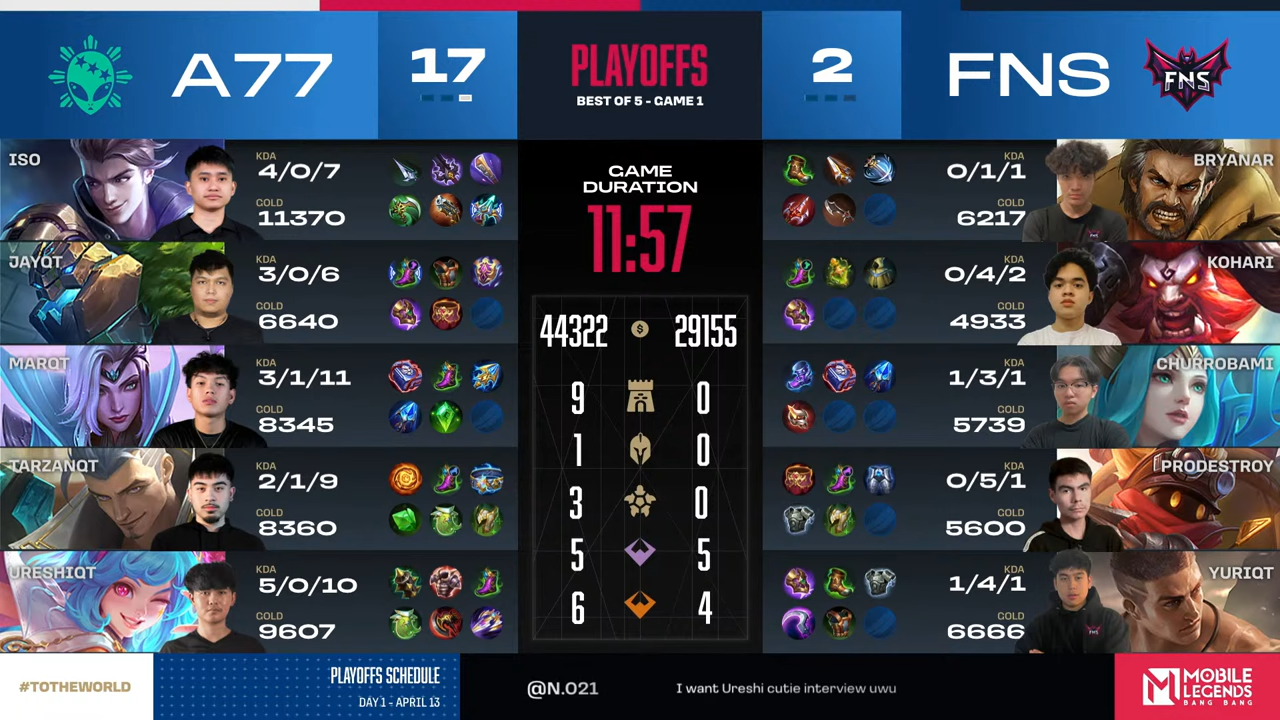 A77
17
PLAYOFFS
BEST OF 5 - GAME 1
2
FNS
FNS
GAME
DURATION
11:57
44322 29155
9 0
1 0
3 0
5 5
6 4
ISO
KDA
4/0/7
GOLD
11370
JAYQT
KDA
3/0/6
GOLD
6640
MARQT
KDA
3/1/11
GOLD
8345
TARZANQT
KDA
2/1/9
GOLD
8360
URESHIQT
KDA
5/0/10
GOLD
9607
BRYANAR
KDA
0/1/1
GOLD
6217
KOHARI
KDA
0/4/2
GOLD
4933
CHURROBAMI
KDA
1/3/1
GOLD
5739
PRODESTROY
KDA
0/5/1
GOLD
5600
YURIQT
KDA
1/4/1
GOLD
6666
#TOTHEWORLD
PLAYOFFS SCHEDULE
DAY 1 - APRIL 13
@N.021
I want Ureshi cutie interview uwu
MOBILE
LEGENDS
BANG BANG